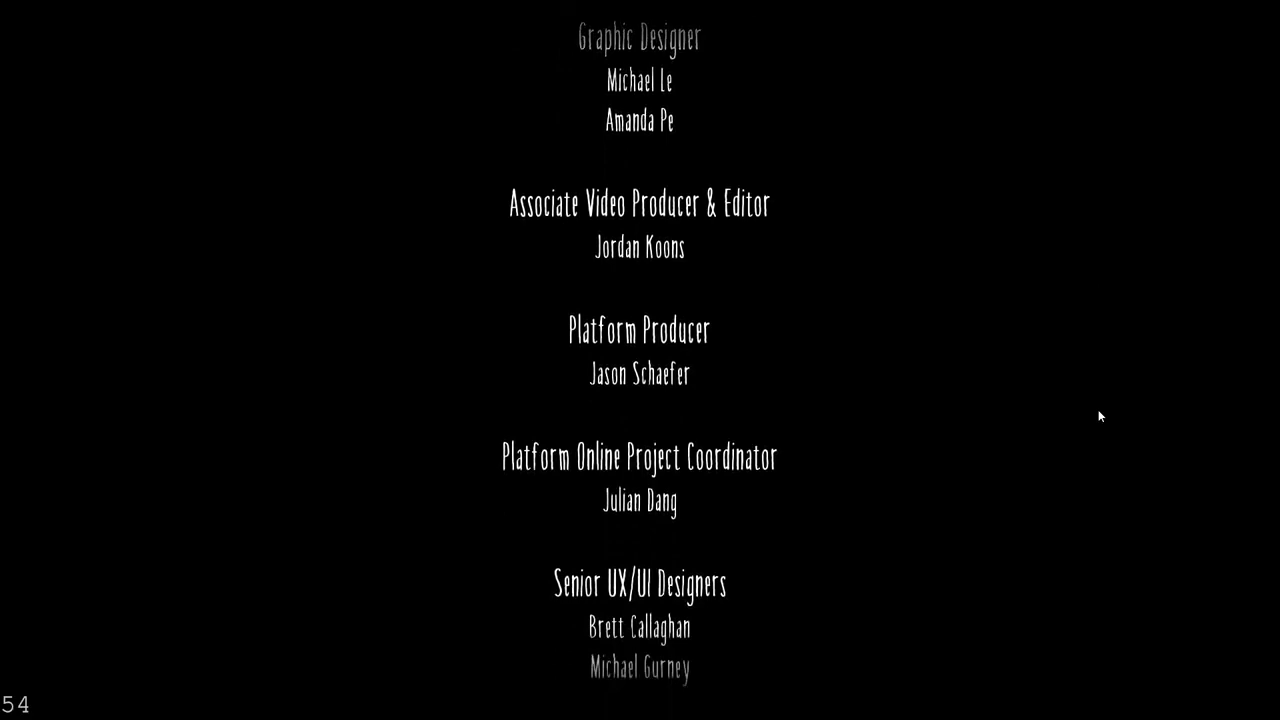 Graphic Designer
Michael Le
Amanda Pe
Associate Video Producer & Editor
Jordan Koons
Platform Producer
Jason Schaefer
Platform Online Project Coordinator
Julian Dang
Senior UX/UI Designers
Brett Callaghan
Michael Gurney
54